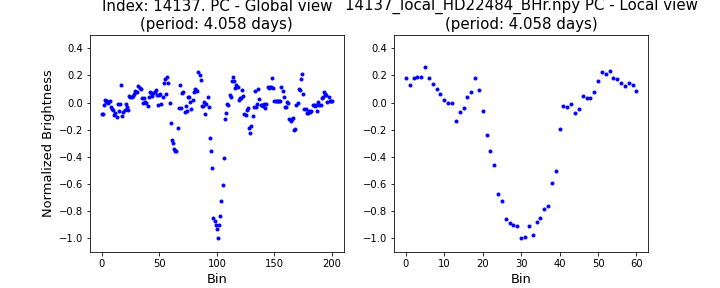 Index: 14137. PC - Global view
(period: 4.058 days)
14137_local_HD22484_BHr.npy PC - Local view
(period: 4.058 days)
Normalized Brightness
0.4
0.2
0.0
−0.2
−0.4
−0.6
−0.8
−1.0
0 50 100 150 200
Bin
0.4
0.2
0.0
−0.2
−0.4
−0.6
−0.8
−1.0
0 10 20 30 40 50 60
Bin